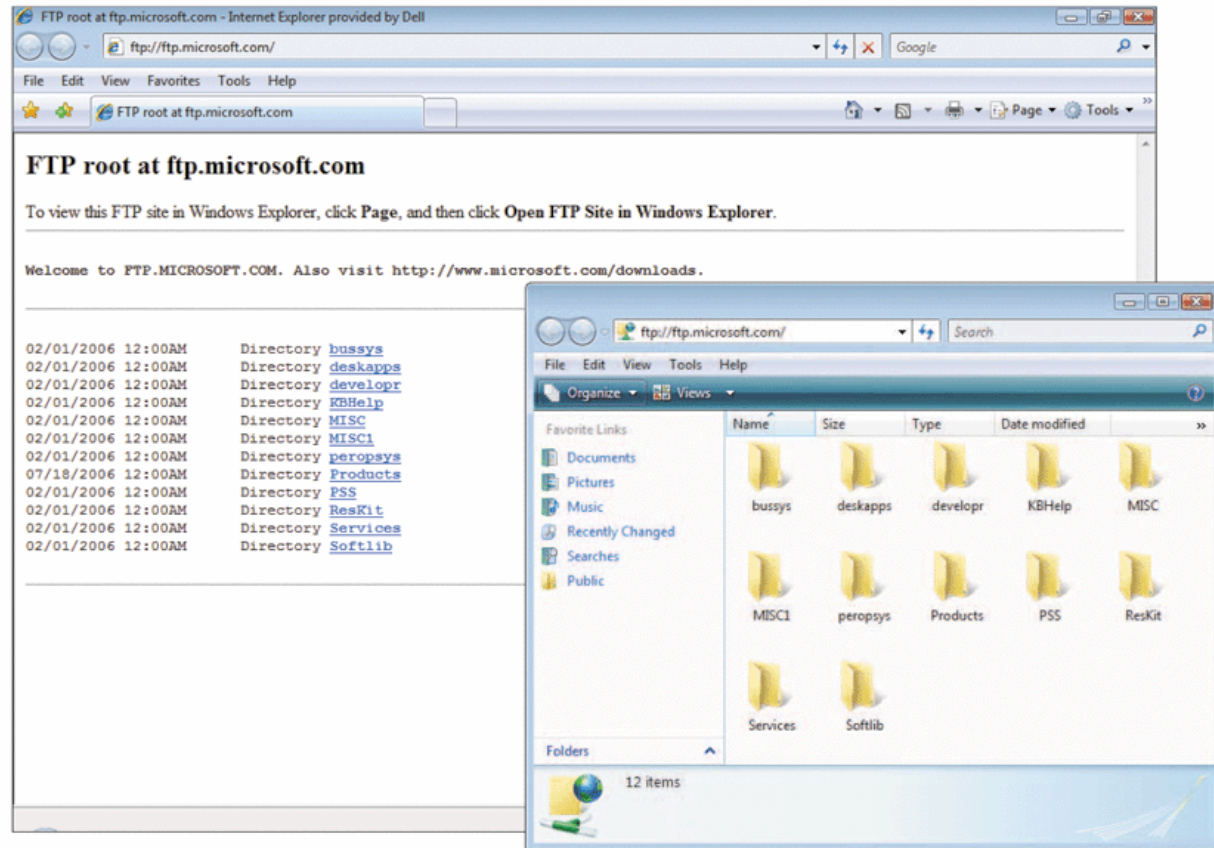 FTP root at ftp.microsoft.com - Internet Explorer provided by Dell
ftp://ftp.microsoft.com/
Google
File Edit View Favorites Tools Help
FTP root at ftp.microsoft.com
Page Tools
FTP root at ftp.microsoft.com
To view this FTP site in Windows Explorer, click Page, and then click Open FTP Site in Windows Explorer.
Welcome to FTP.MICROSOFT.COM. Also visit http://www.microsoft.com/downloads.
02/01/2006 12:00AM Directory bussys
02/01/2006 12:00AM Directory deskapps
02/01/2006 12:00AM Directory developr
02/01/2006 12:00AM Directory KBHelp
02/01/2006 12:00AM Directory MISC
02/01/2006 12:00AM Directory MISC1
02/01/2006 12:00AM Directory peropsys
07/18/2006 12:00AM Directory Products
02/01/2006 12:00AM Directory PSS
02/01/2006 12:00AM Directory ResKit
02/01/2006 12:00AM Directory Services
02/01/2006 12:00AM Directory Softlib
ftp://ftp.microsoft.com/
Search
File Edit View Tools Help
Organize Views
Favorite Links
Documents
Pictures
Music
Recently Changed
Searches
Public
Folders
Name Size Type Date modified
bussys deskapps developr KBHelp MISC
MISC1 peropsys Products PSS ResKit
Services Softlib
12 items